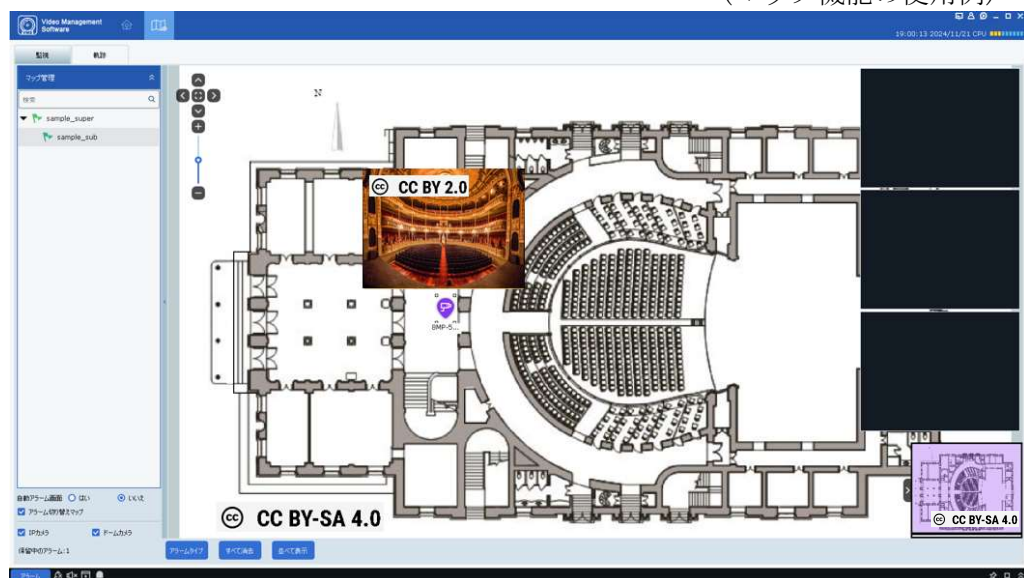 （マップ機能の使用例）
Video Management
Software
19:00:13 2024/11/21 CPU
監視
軌跡
マップ管理
検索
sample_super
sample_sub
N
CC BY 2.0
8MP-5...
CC BY-SA 4.0
CC BY-SA 4.0
自動アラーム画面 はい いいえ
アラーム切り替えマップ
IPカメラ ドームカメラ
保留中のアラーム:1
アラームタイプ すべて消去 並べて表示
アラーム